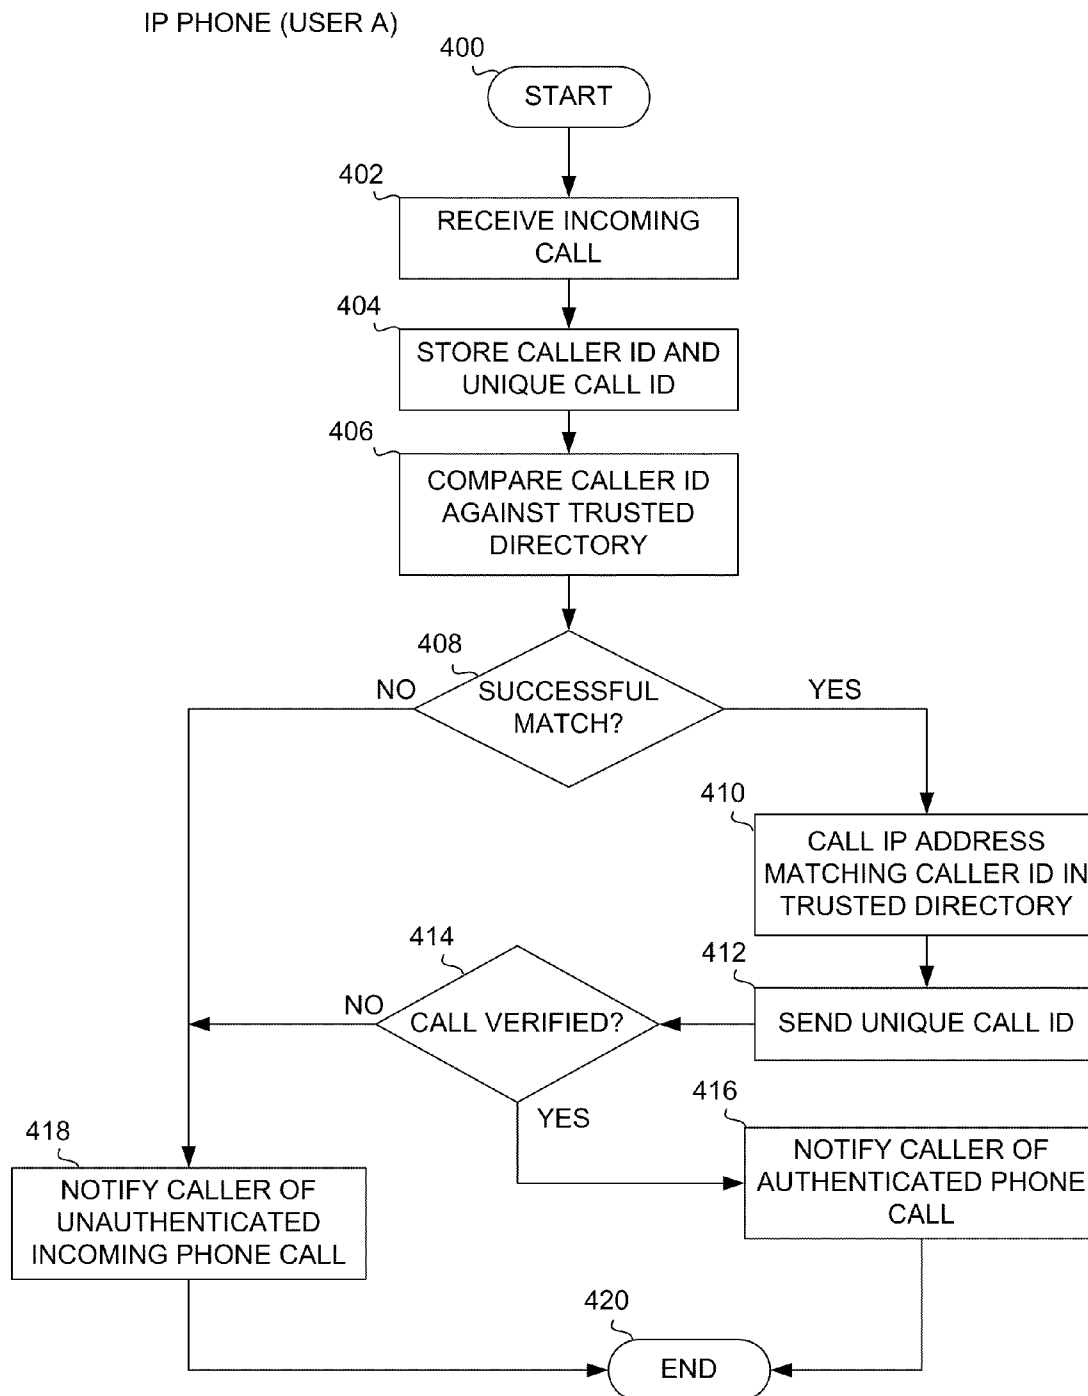 IP PHONE (USER A)
400
START
402
RECEIVE INCOMING
CALL
404
STORE CALLER ID AND
UNIQUE CALL ID
406
COMPARE CALLER ID
AGAINST TRUSTED
DIRECTORY
408
SUCCESSFUL
MATCH?
NO
YES
410
CALL IP ADDRESS
MATCHING CALLER ID IN
TRUSTED DIRECTORY
412
SEND UNIQUE CALL ID
414
CALL VERIFIED?
NO
YES
416
NOTIFY CALLER OF
AUTHENTICATED PHONE
CALL
418
NOTIFY CALLER OF
UNAUTHENTICATED
INCOMING PHONE CALL
420
END